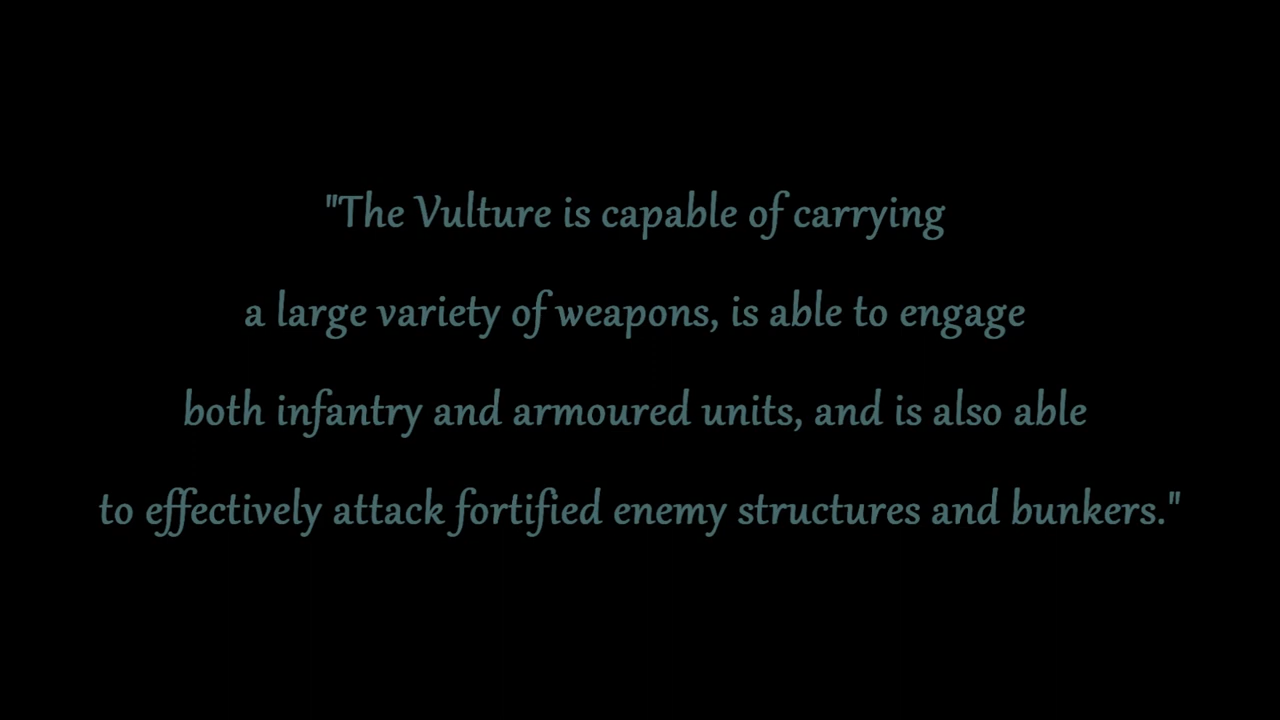 "The Vulture is capable of carrying
a large variety of weapons, is able to engage
both infantry and armoured units, and is also able
to effectively attack fortified enemy structures and bunkers."